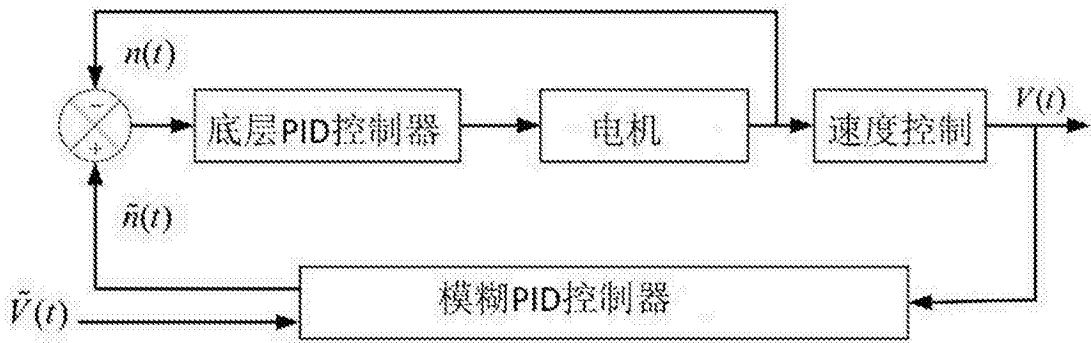 n(t)
底层PID控制器
电机
速度控制
V(t)
ñ(t)
模糊PID控制器
Ṽ(t)